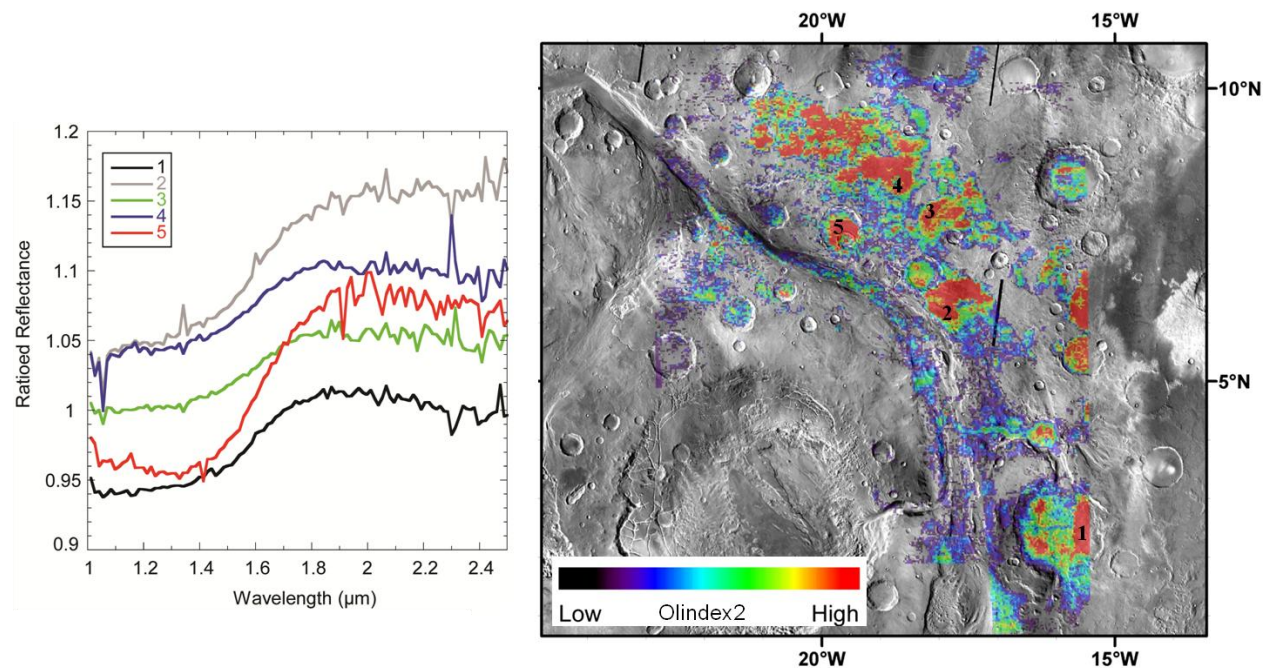 1.2
1.15
1.1
1.05
1
0.95
0.9
1 1.2 1.4 1.6 1.8 2 2.2 2.4
Ratioed Reflectance
Wavelength (µm)
1
2
3
4
5
20°W 15°W
10°N
5°N
4
3
5
2
1
Low OIindex2 High
20°W 15°W